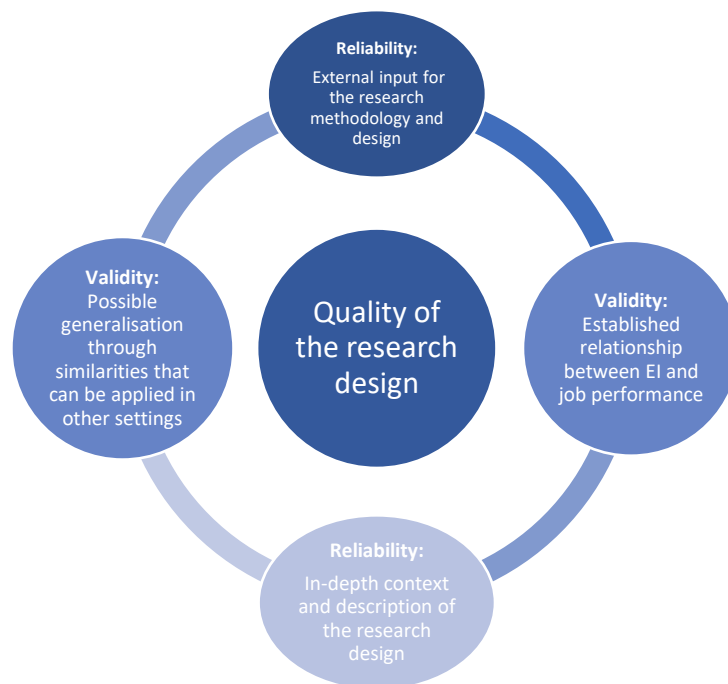 Reliability:
External input for
the research
methodology and
design
Validity:
Possible
generalisation
through
similarities that
can be applied in
other settings
Quality of
the research
design
Validity:
Established
relationship
between EI and
job performance
Reliability:
In-depth context
and description of
the research
design